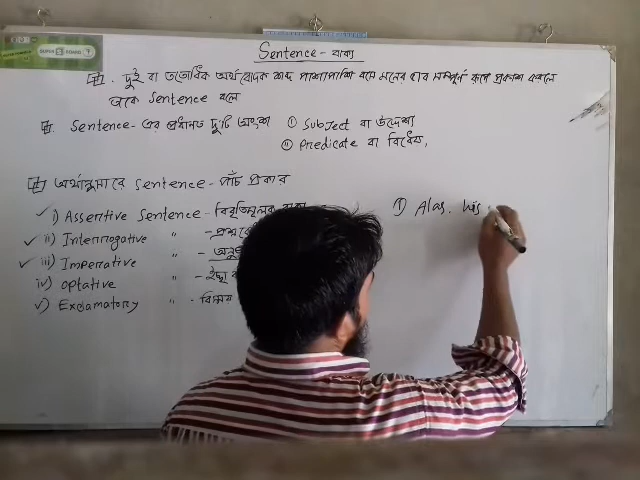 Sentence - বাক্য
দুই বা ততোধিক অর্থবোধক শব্দ পাশাপাশি বসে মনের ভাব সম্পূর্ণ রূপে প্রকাশ করলে
তাকে Sentence বলে
Sentence - এর প্রধানত দু'টি অংশ ① Subject বা উদ্দেশ্য
② Predicate বা বিধেয়,
অর্থানুসারে Sentence - পাঁচ প্রকার
i) Assertive Sentence - বিবৃতিমূলক বাক্য
ii) Interrogative " -
iii) Imperative " -
iv) Optative " - ইচ্ছা
v) Exclamatory " - বিস্ময়
① Alas. his
SUPER BOARD